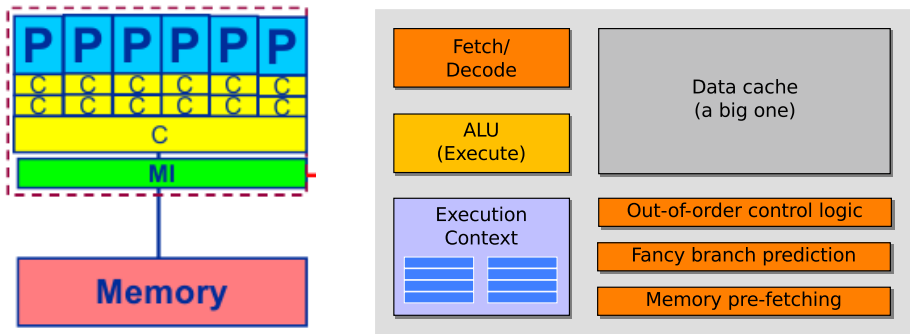 P P P P P P
C C C C C C
C C C C C C
C
MI
Memory
Fetch/
Decode
ALU
(Execute)
Execution
Context
Data cache
(a big one)
Out-of-order control logic
Fancy branch prediction
Memory pre-fetching